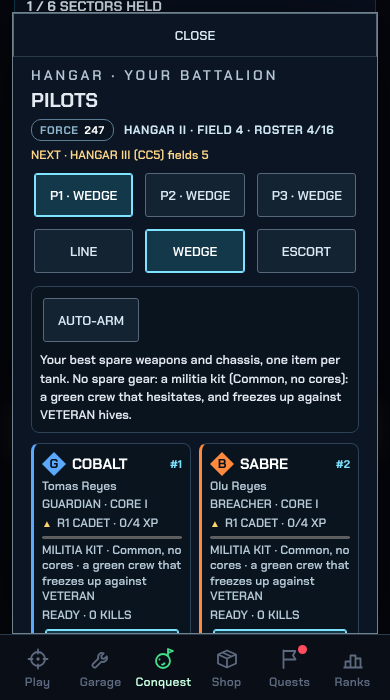 1 / 6 SECTORS HELD
CLOSE
HANGAR · YOUR BATTALION
PILOTS
FORCE 247 HANGAR II · FIELD 4 · ROSTER 4/16
NEXT · HANGAR III (CC5) fields 5
P1 · WEDGE P2 · WEDGE P3 · WEDGE
LINE WEDGE ESCORT
AUTO-ARM
Your best spare weapons and chassis, one item per
tank. No spare gear: a militia kit (Common, no cores):
a green crew that hesitates, and freezes up against
VETERAN hives.
G COBALT #1
Tomas Reyes
GUARDIAN · CORE I
▲ R1 CADET · 0/4 XP
MILITIA KIT · Common, no
cores · a green crew that
freezes up against
VETERAN
READY · 0 KILLS
B SABRE #2
Olu Reyes
BREACHER · CORE I
▲ R1 CADET · 0/4 XP
MILITIA KIT · Common, no
cores · a green crew that
freezes up against
VETERAN
READY · 0 KILLS
Play Garage Conquest Shop Quests Ranks